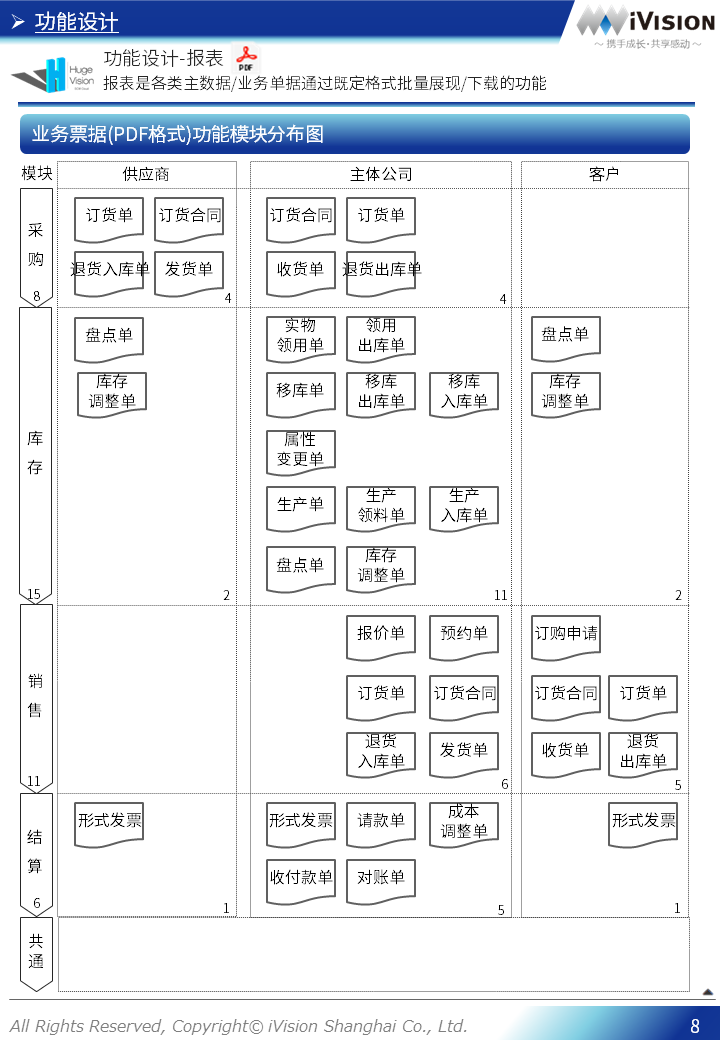 功能设计
iVision
～ 携手成长·共享感动 ～
Huge
Vision
功能设计-报表
PDF
报表是各类主数据/业务单据通过既定格式批量展现/下载的功能
业务票据(PDF格式)功能模块分布图
模块 供应商 主体公司 客户
采购
8
订货单 订货合同 订货合同 订货单
退货入库单 发货单 收货单 退货出库单
4 4
库存
15
盘点单
库存
调整单
2
实物
领用单
领用
出库单
移库单
移库
出库单
移库
入库单
属性
变更单
生产单
生产
领料单
生产
入库单
盘点单
库存
调整单
11
盘点单
库存
调整单
2
销售
11
报价单 预约单 订购申请
订货单 订货合同 订货合同 订货单
退货
入库单
发货单 收货单
退货
出库单
6 5
结算
6
形式发票
1
形式发票 请款单
成本
调整单
收付款单 对账单
5
形式发票
1
共通
All Rights Reserved, Copyright© iVision Shanghai Co., Ltd.
8